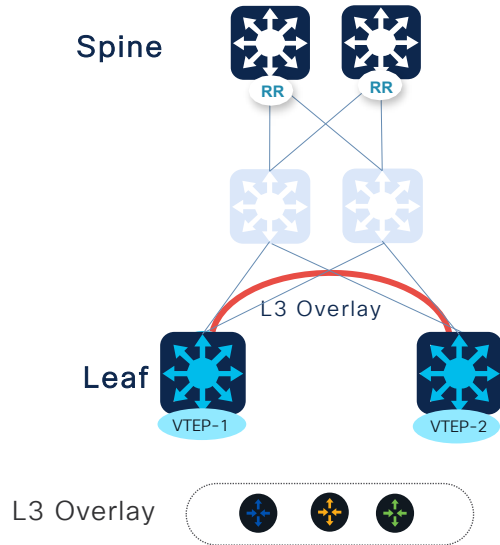 Spine
RR
RR
L3 Overlay
Leaf
VTEP-1
VTEP-2
L3 Overlay